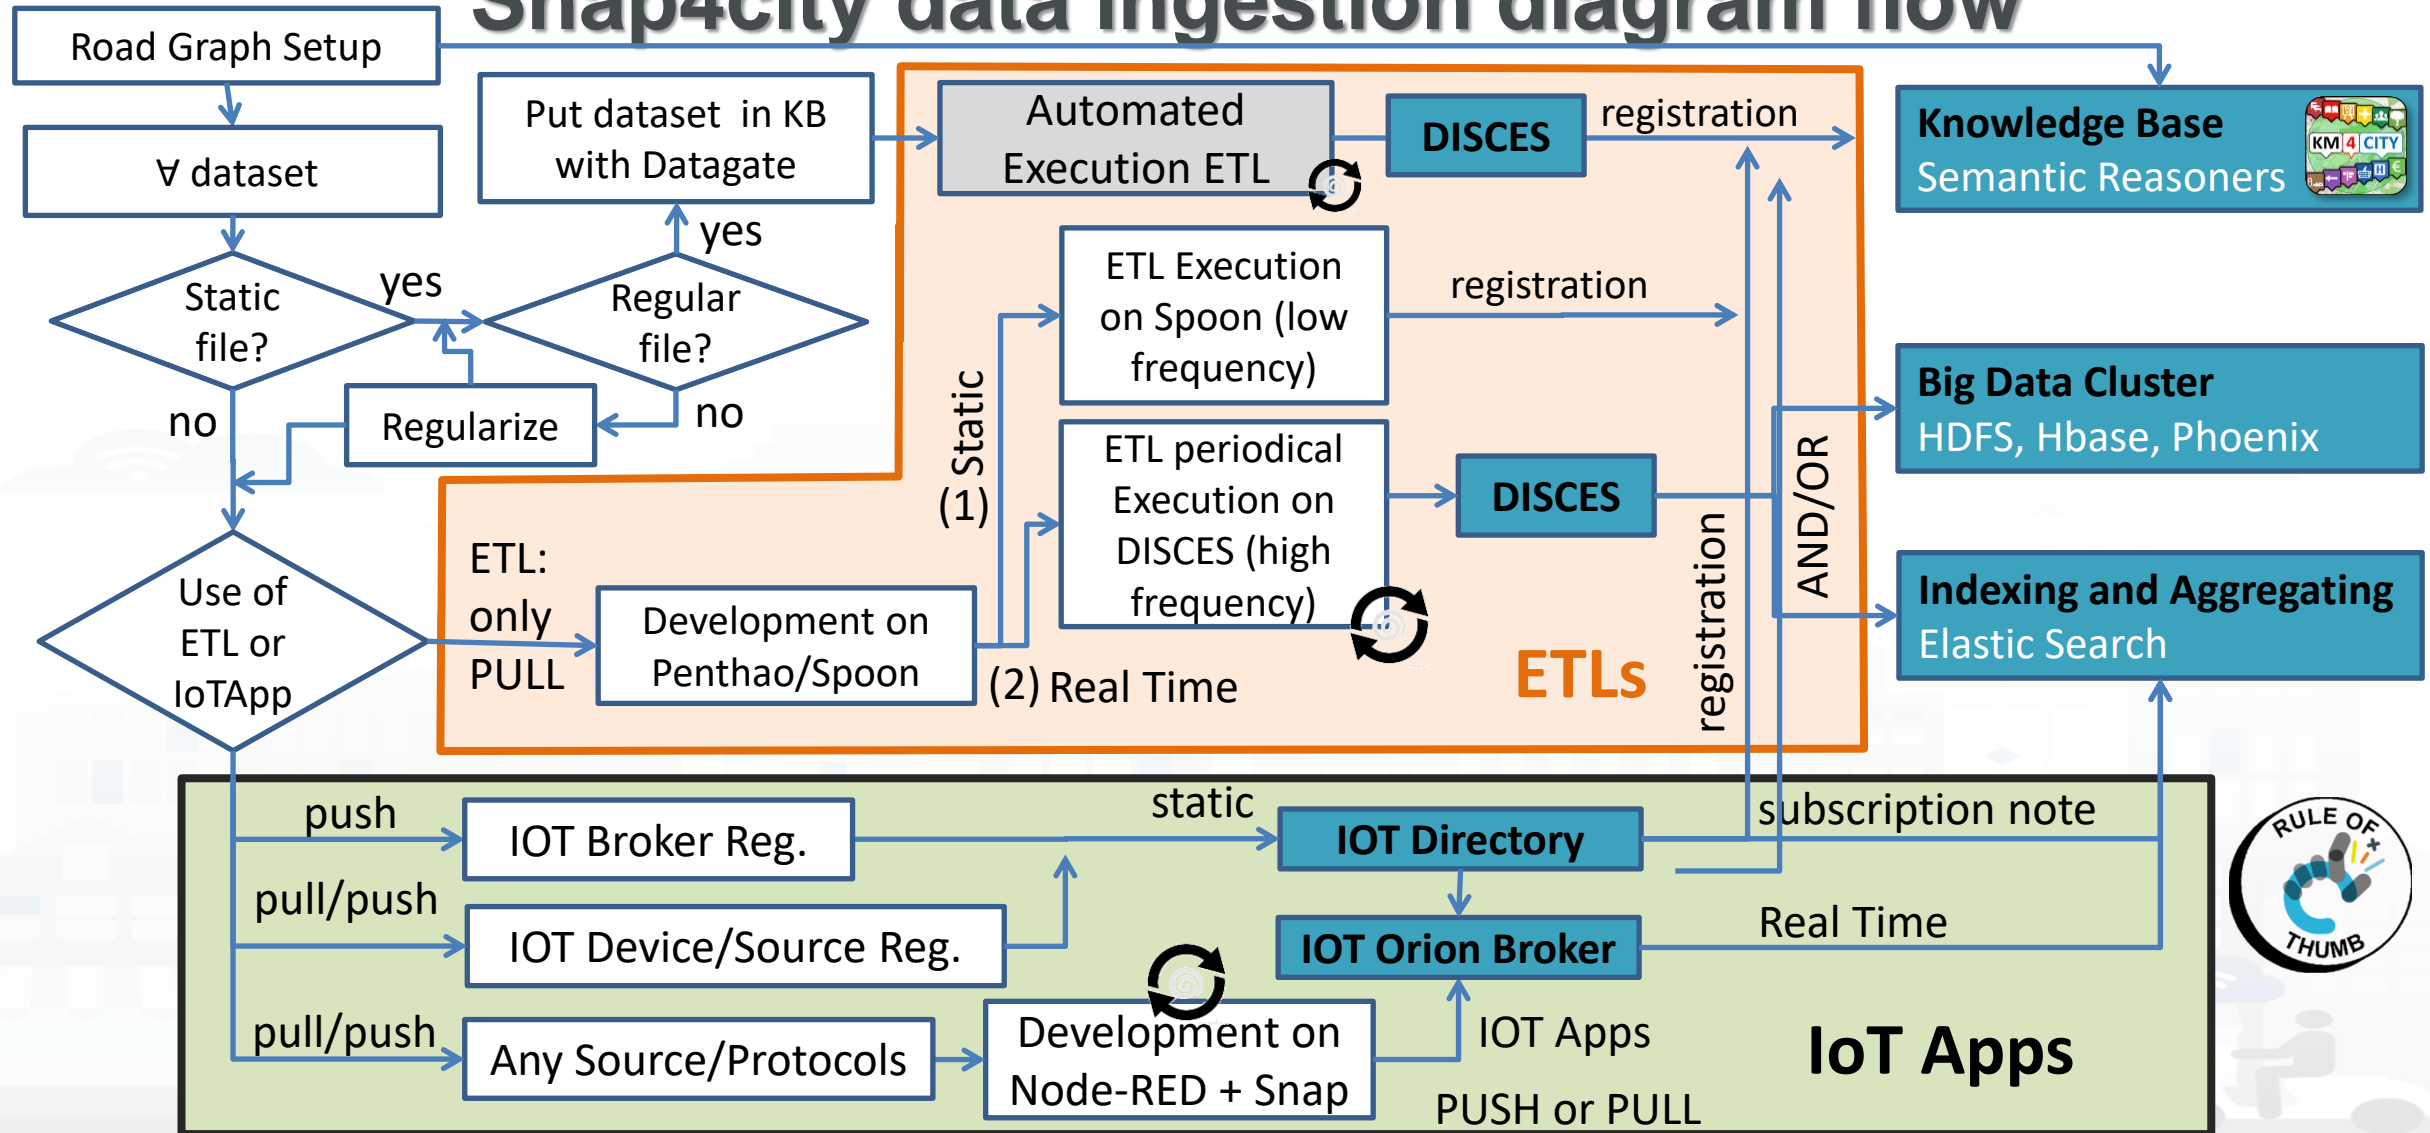 Snap4city data ingestion diagram flow
Road Graph Setup
∀ dataset
Static
file?
yes
no
Regular
file?
yes
no
Regularize
Put dataset in KB
with Datagate
Automated
Execution ETL
DISCES
registration
ETL Execution
on Spoon (low
frequency)
registration
ETL periodical
Execution on
DISCES (high
frequency)
DISCES
(1) Static
(2) Real Time
ETL:
only
PULL
Development on
Penthao/Spoon
ETLs
registration
AND/OR
Knowledge Base
Semantic Reasoners
KM 4 CITY
Big Data Cluster
HDFS, Hbase, Phoenix
Indexing and Aggregating
Elastic Search
Use of
ETL or
IoTApp
push
IOT Broker Reg.
static
IOT Directory
subscription note
pull/push
IOT Device/Source Reg.
IOT Orion Broker
Real Time
pull/push
Any Source/Protocols
Development on
Node-RED + Snap
IOT Apps
PUSH or PULL
IoT Apps
RULE OF
THUMB